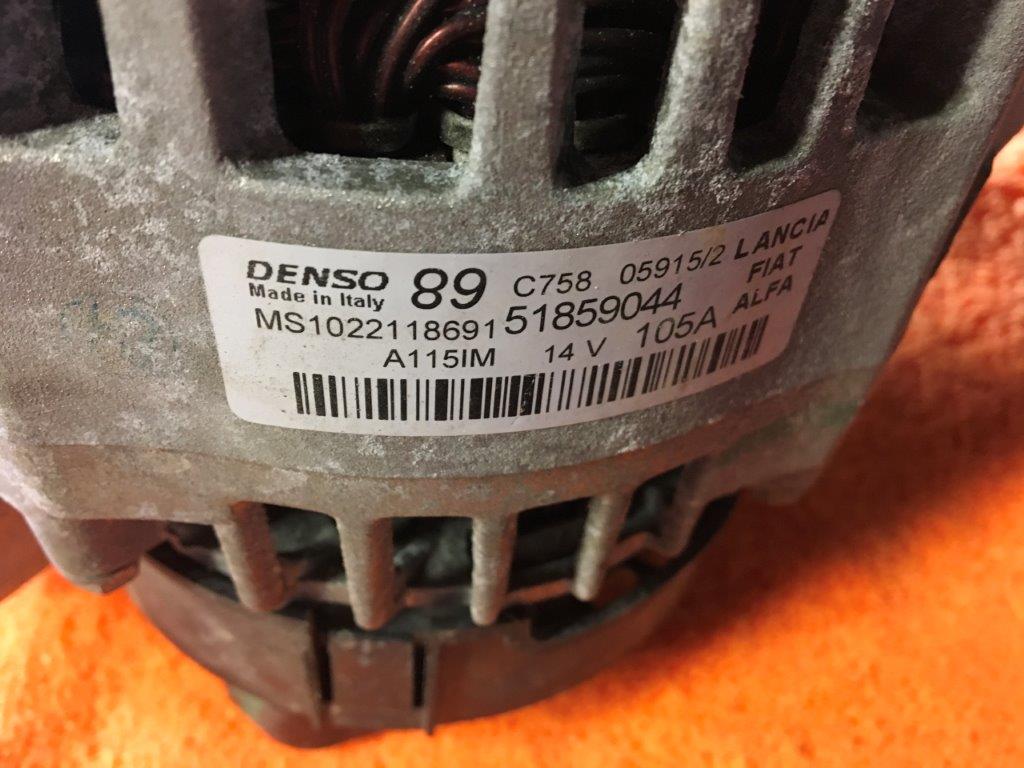 DENSO 89 C758 05915/2 LANCIA
Made in Italy FIAT
MS1022118691 51859044 ALFA
A115IM 14 V 105A